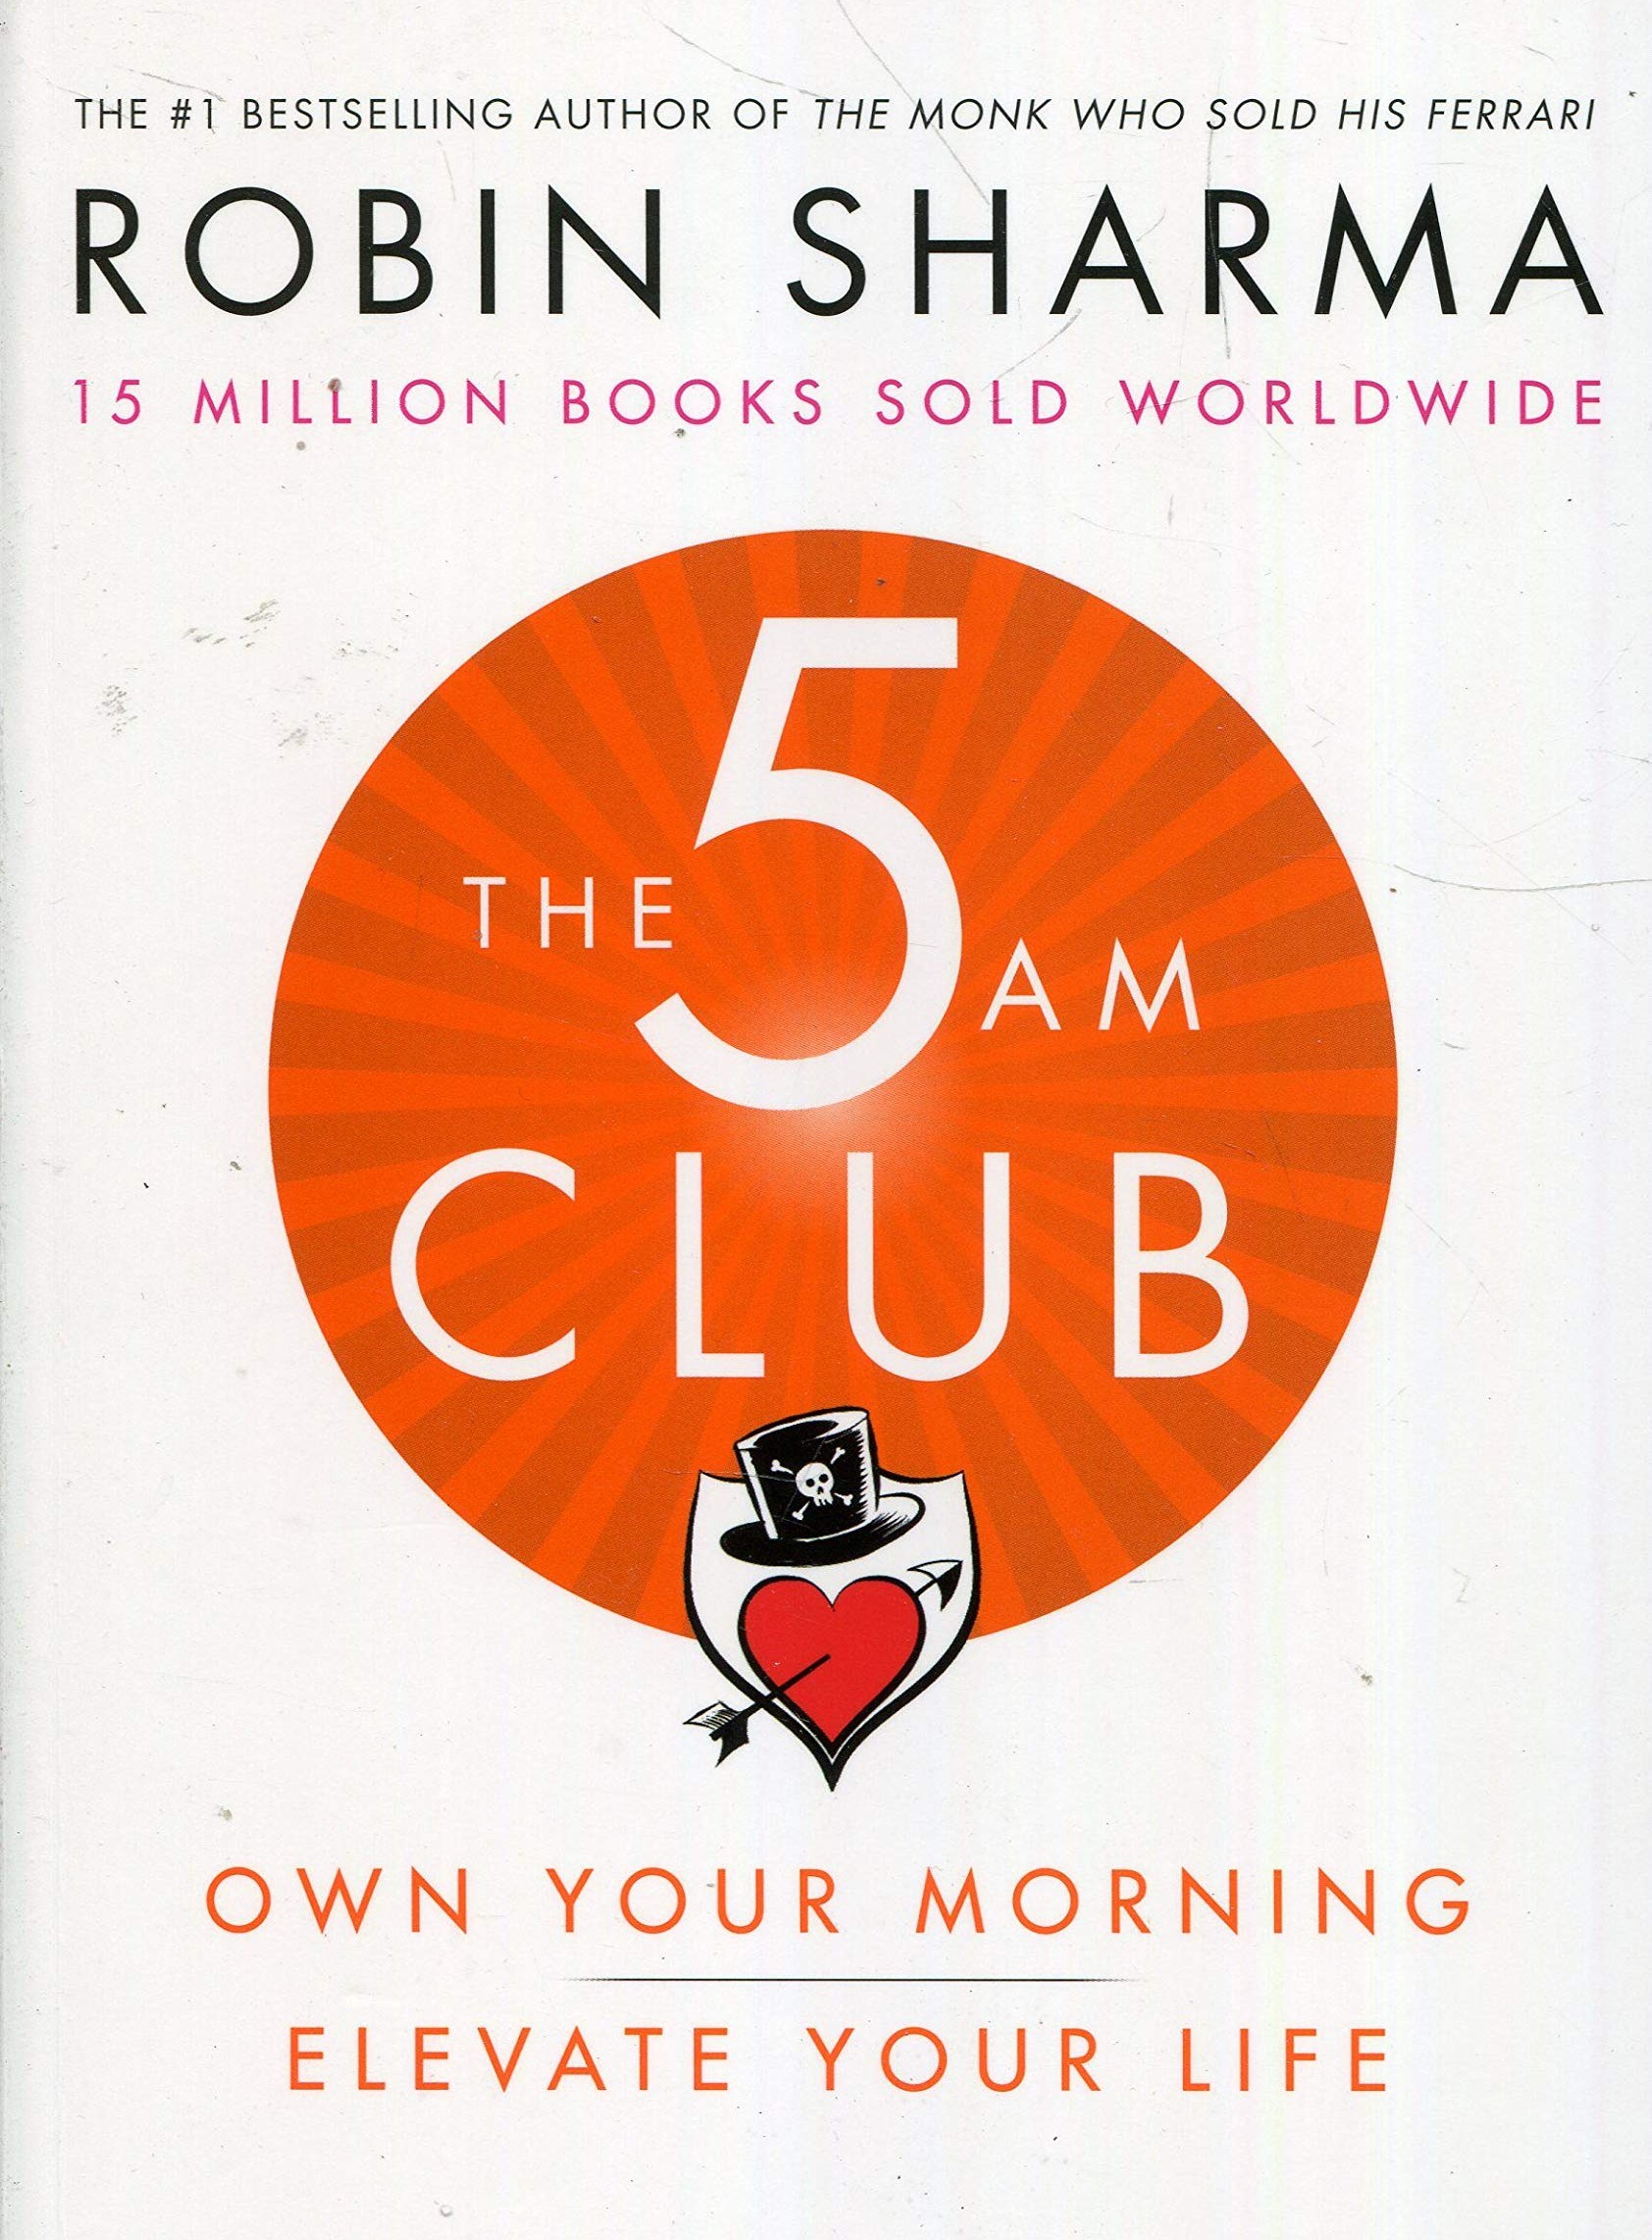 THE #1 BESTSELLING AUTHOR OF THE MONK WHO SOLD HIS FERRARI
ROBIN SHARMA
15 MILLION BOOKS SOLD WORLDWIDE
THE 5 AM
CLUB
OWN YOUR MORNING
ELEVATE YOUR LIFE